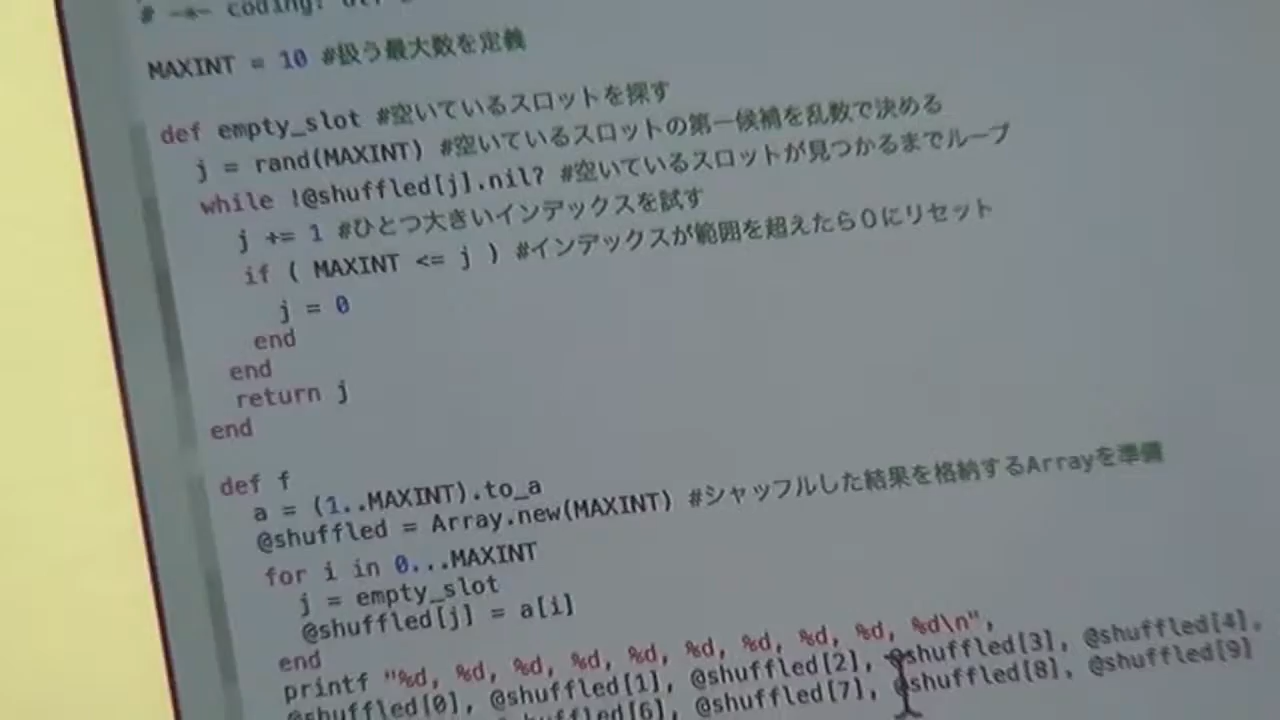 # -*- coding:
MAXINT = 10 #扱う最大数を定義
def empty_slot #空いているスロットを探す
j = rand(MAXINT) #空いているスロットの第一候補を乱数で決める
while !@shuffled[j].nil? #空いているスロットが見つかるまでループ
j += 1 #ひとつ大きいインデックスを試す
if ( MAXINT <= j ) #インデックスが範囲を超えたら0にリセット
j = 0
end
end
return j
end
def f
a = (1..MAXINT).to_a
@shuffled = Array.new(MAXINT) #シャッフルした結果を格納するArrayを準備
for i in 0...MAXINT
j = empty_slot
@shuffled[j] = a[i]
end
printf "%d, %d, %d, %d, %d, %d, %d, %d, %d, %d\n",
@shuffled[0], @shuffled[1], @shuffled[2], @shuffled[3], @shuffled[4],
@shuffled[6], @shuffled[7], @shuffled[8], @shuffled[9]